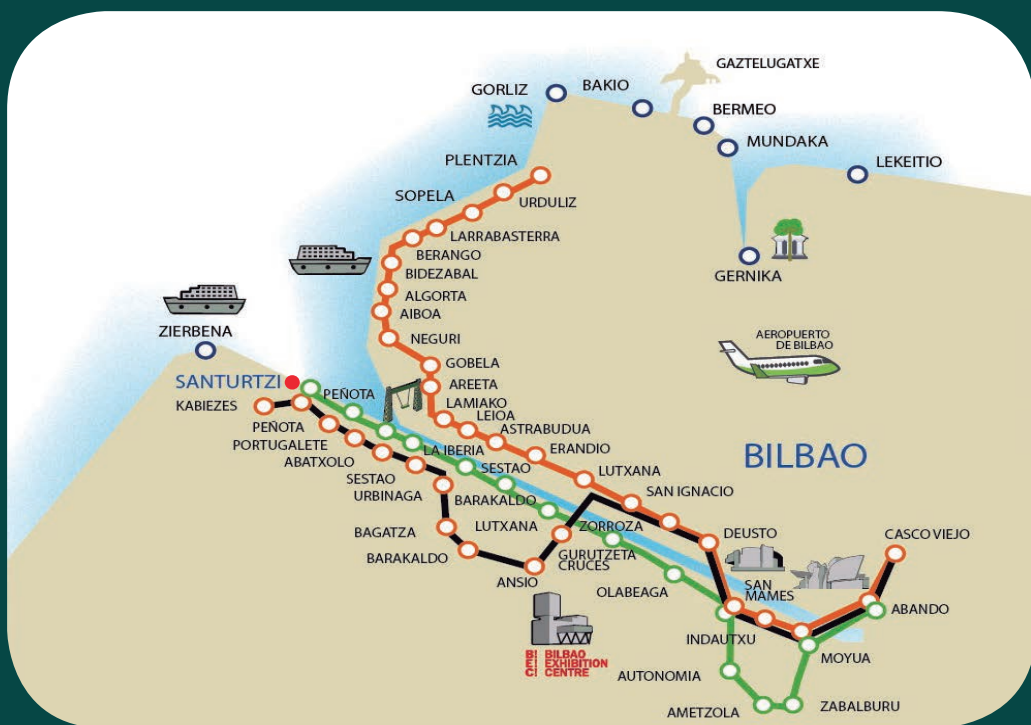 GAZTELUGATXE
GORLIZ
BAKIO
BERMEO
MUNDAKA
LEKEITIO
PLENTZIA
SOPELA
URDULIZ
LARRABASTERRA
BERANGO
BIDEZABAL
GERNIKA
ALGORTA
AIBOA
ZIERBENA
NEGURI
AEROPUERTO
DE BILBAO
GOBELA
SANTURTZI
PEÑOTA
AREETA
KABIEZES
LAMIAKO
LEIOA
PEÑOTA
ASTRABUDUA
PORTUGALETE
LA IBERIA
ERANDIO
ABATXOLO
SESTAO
BILBAO
SESTAO
LUTXANA
URBINAGA
BARAKALDO
SAN IGNACIO
BAGATZA
LUTXANA
ZORROZA
DEUSTO
CASCO VIEJO
BARAKALDO
GURUTZETA
CRUCES
ANSIO
OLABEAGA
SAN
MAMES
ABANDO
INDAUTXU
MOYUA
B! BILBAO
E! EXHIBITION
C! CENTRE
AUTONOMIA
AMETZOLA
ZABALBURU